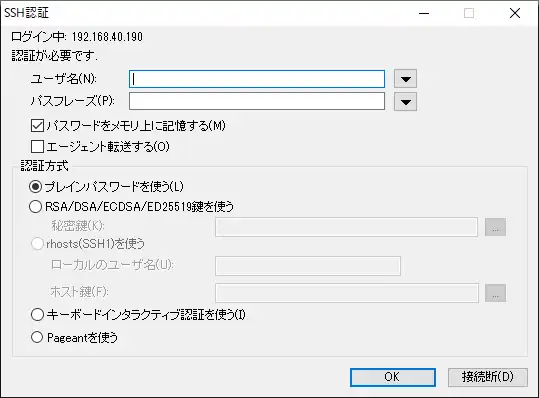 SSH認証
ログイン中: 192.168.40.190
認証が必要です.
ユーザ名(N):
パスフレーズ(P):
パスワードをメモリ上に記憶する(M)
エージェント転送する(O)
認証方式
プレインパスワードを使う(L)
RSA/DSA/ECDSA/ED25519鍵を使う
秘密鍵(K):
...
rhosts(SSH1)を使う
ローカルのユーザ名(U):
ホスト鍵(F):
...
キーボードインタラクティブ認証を使う(I)
Pageantを使う
OK
接続断(D)